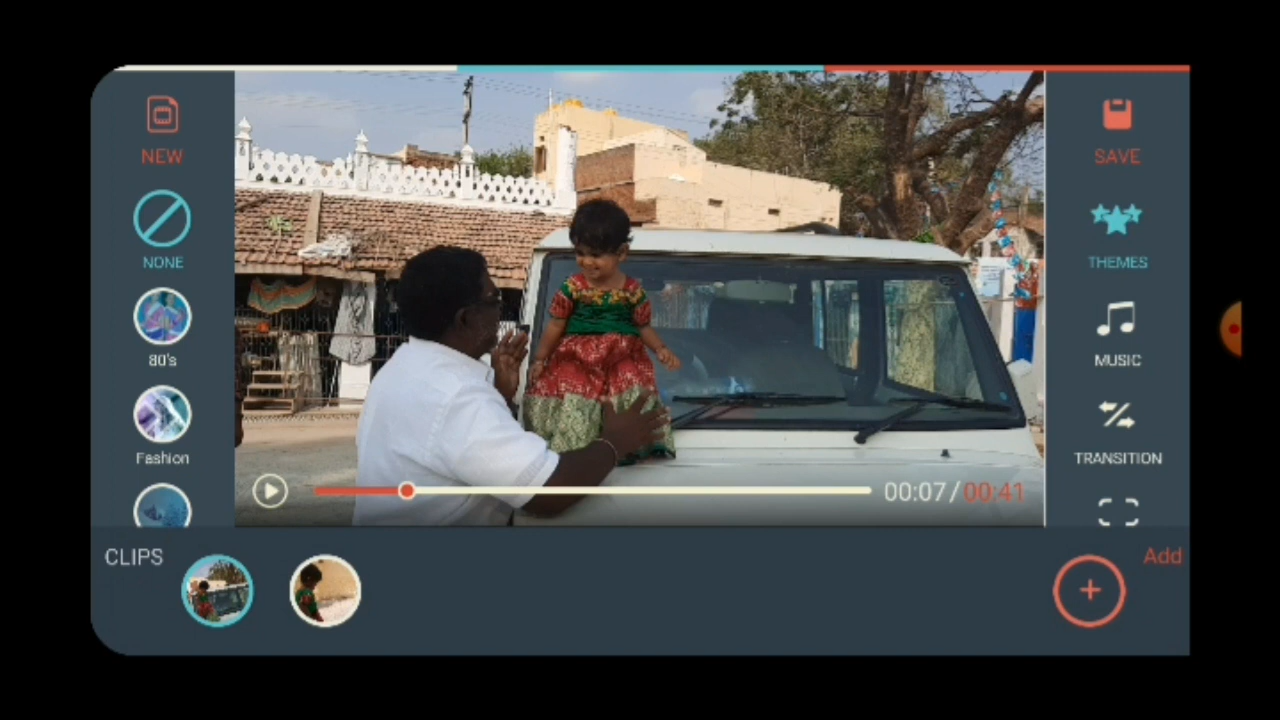 NEW
NONE
80's
Fashion
SAVE
THEMES
MUSIC
TRANSITION
00:07/00:41
CLIPS
Add